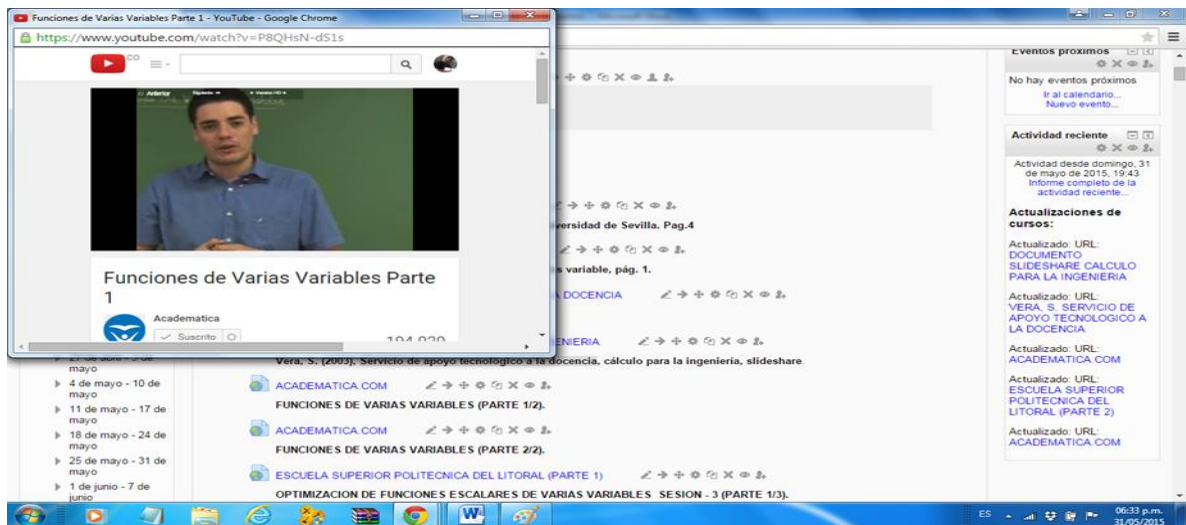 Funciones de Varias Variables Parte 1 - YouTube - Google Chrome
https://www.youtube.com/watch?v=P8QHsN-dS1s
CO
Anterior
Funciones de Varias Variables Parte
1
Academatica
Suscrito
versidad de Sevilla. Pag.4
s variable, pág. 1.
A DOCENCIA
ENIERIA
Vera, S. (2003), Servicio de apoyo tecnológico a la docencia, cálculo para la ingeniería, slideshare.
ACADEMATICA.COM
FUNCIONES DE VARIAS VARIABLES (PARTE 1/2).
ACADEMATICA.COM
FUNCIONES DE VARIAS VARIABLES (PARTE 2/2).
ESCUELA SUPERIOR POLITECNICA DEL LITORAL (PARTE 1)
OPTIMIZACION DE FUNCIONES ESCALARES DE VARIAS VARIABLES SESION - 3 (PARTE 1/3).
mayo
4 de mayo - 10 de
mayo
11 de mayo - 17 de
mayo
18 de mayo - 24 de
mayo
25 de mayo - 31 de
mayo
1 de junio - 7 de
junio
Eventos próximos
No hay eventos próximos
Ir al calendario...
Nuevo evento...
Actividad reciente
Actividad desde domingo, 31
de mayo de 2015, 19:43
Informe completo de la
actividad reciente...
Actualizaciones de
cursos:
Actualizado: URL:
DOCUMENTO
SLIDESHARE CALCULO
PARA LA INGENIERIA
Actualizado: URL:
VERA, S. SERVICIO DE
APOYO TECNOLOGICO A
LA DOCENCIA
Actualizado: URL:
ACADEMATICA.COM
Actualizado: URL:
ESCUELA SUPERIOR
POLITECNICA DEL
LITORAL (PARTE 2)
Actualizado: URL:
ACADEMATICA.COM
ES
06:33 p.m.
31/05/2015